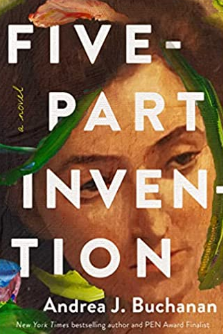 FIVE-
a novel
PART
INVEN-
TION
Andrea J. Buchanan
New York Times bestselling author and PEN Award Finalist